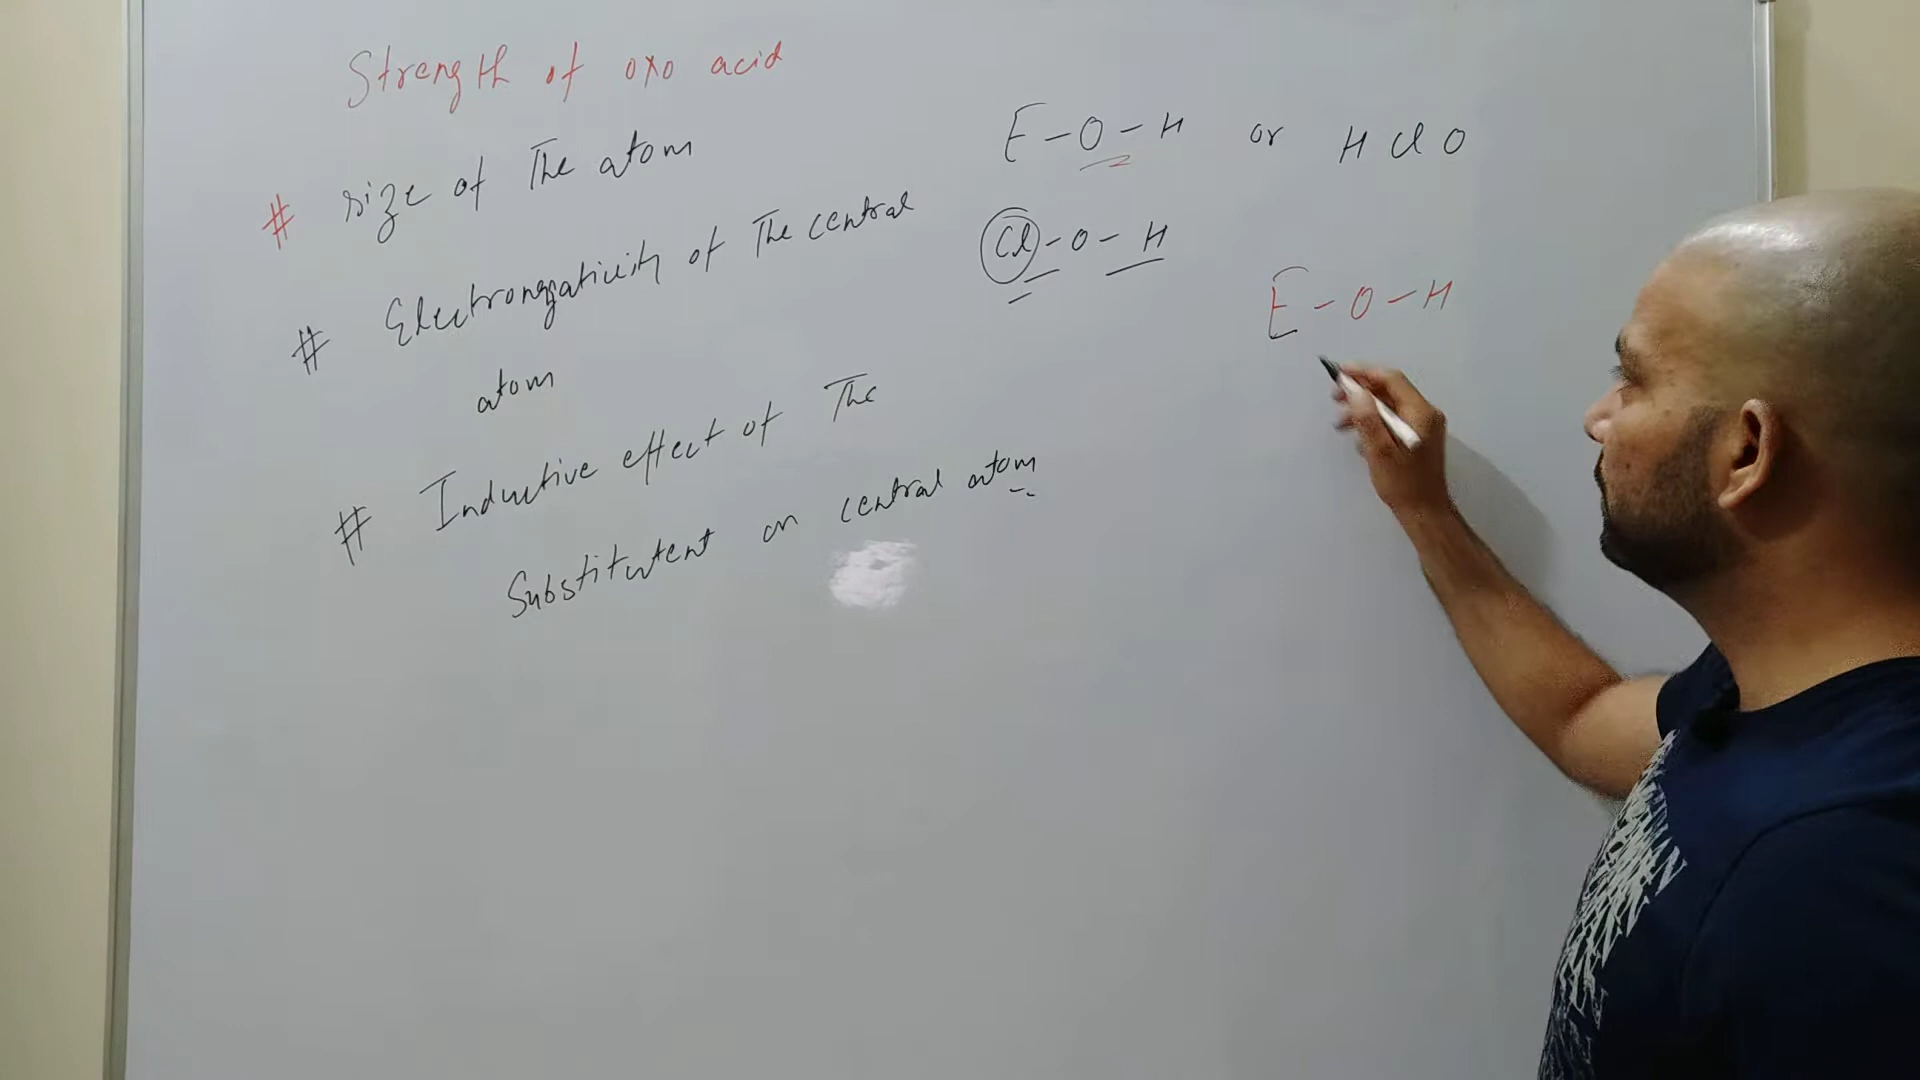 Strength of oxo acid
# size of The atom
# Electronegativity of The central
atom
# Inductive effect of The
Substitutent on central atom
E-O-H or HClO
Cl-O-H
E-O-H